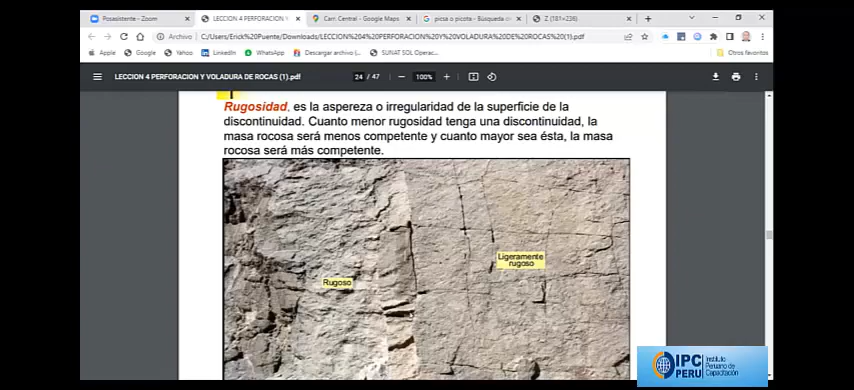 Posasistente - Zoom
LECCION 4 PERFORACION Y V
Carr. Central - Google Maps
picsa o picota - Búsqueda co
Z (181×236)
Archivo
C:/Users/Erick%20Puente/Downloads/LECCION%204%20PERFORACION%20Y%20VOLADURA%20DE%20ROCAS%20(1).pdf
Apple
Google
Yahoo
LinkedIn
WhatsApp
Descargar archivo (...
SUNAT SOL Operac...
Otros favoritos
LECCION 4 PERFORACION Y VOLADURA DE ROCAS (1).pdf
24 / 47
100%
Rugosidad, es la aspereza o irregularidad de la superficie de la
discontinuidad. Cuanto menor rugosidad tenga una discontinuidad, la
masa rocosa será menos competente y cuanto mayor sea ésta, la masa
rocosa será más competente.
Ligeramente
rugoso
Rugoso
IPC
PERU
Instituto
Peruano de
Capacitación